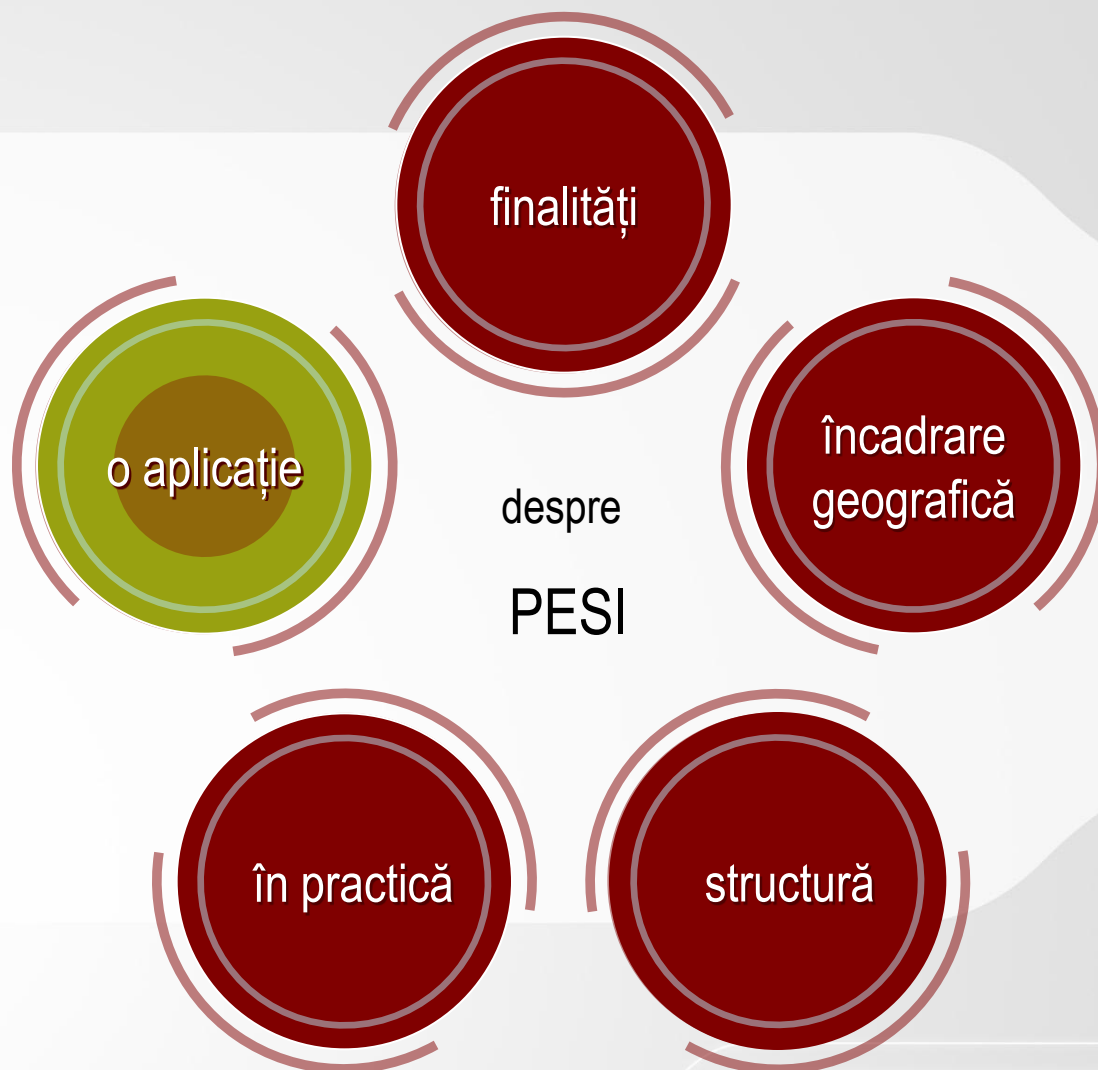 finalități
încadrare
geografică
o aplicație
despre
PESI
în practică
structură